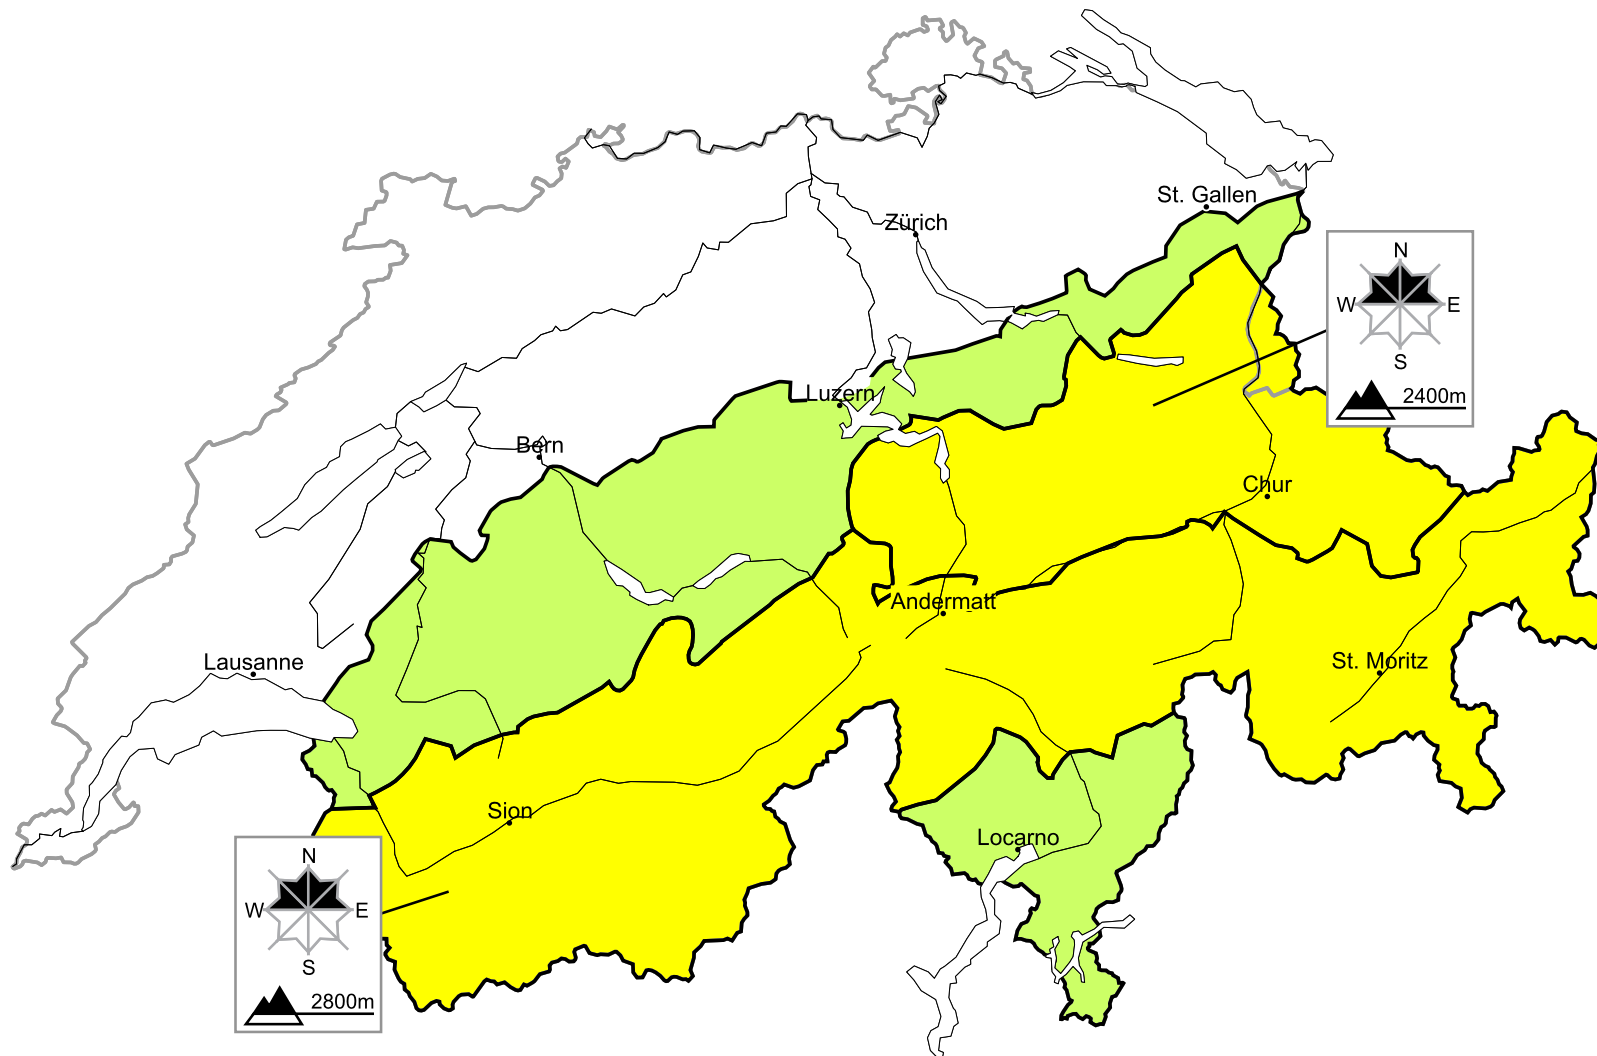 St. Gallen
Zürich
N
W E
S
2400m
Luzern
Bern
Chur
Andermatt
Lausanne
St. Moritz
Sion
Locarno
N
W E
S
2800m